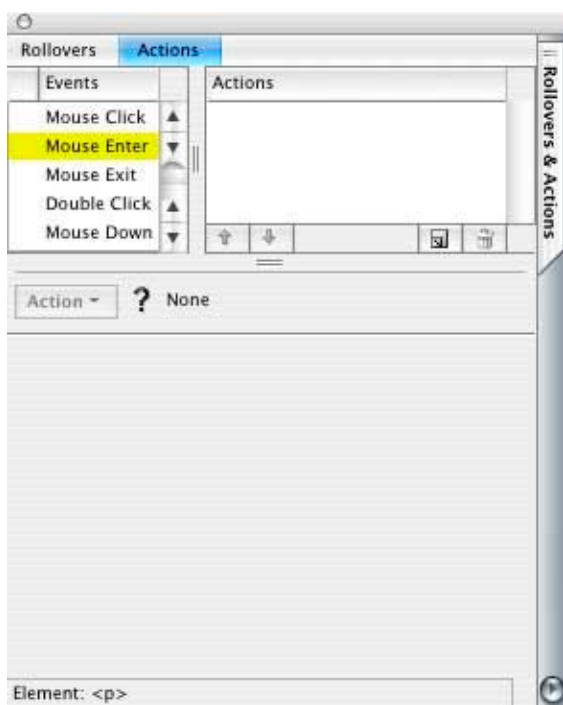 Rollovers Actions
Events Actions
Mouse Click
Mouse Enter
Mouse Exit
Double Click
Mouse Down
Action ? None
Element: <p>
Rollovers & Actions